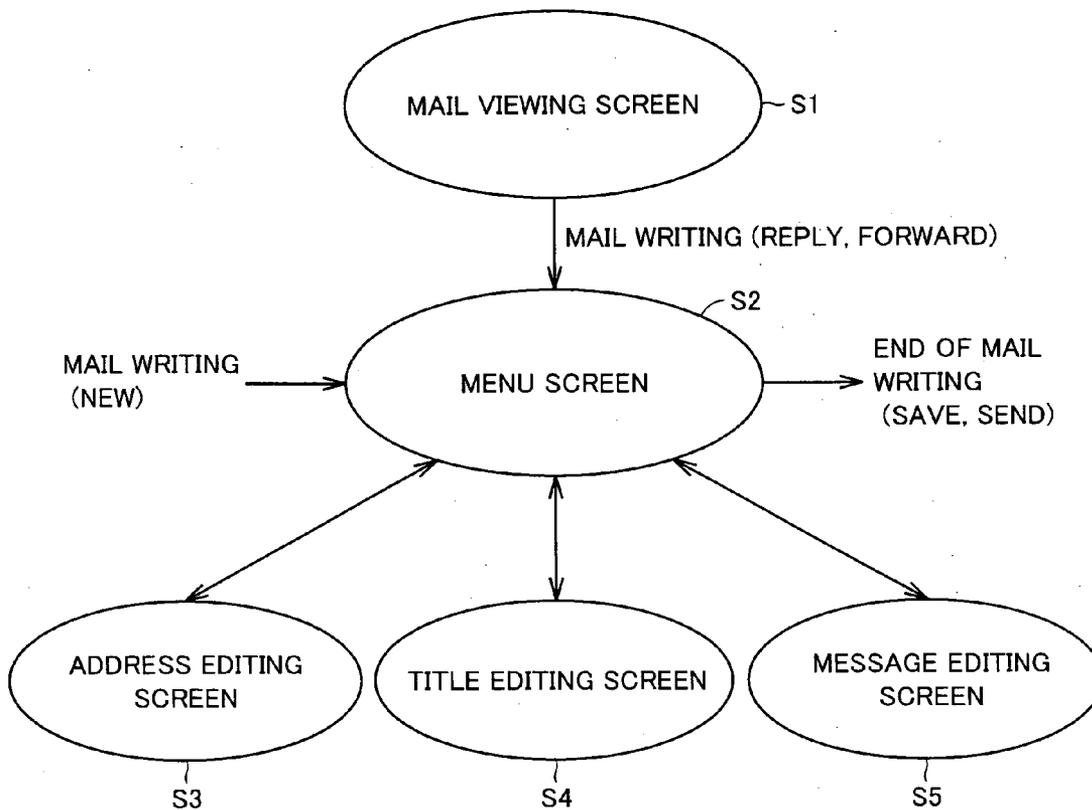 MAIL VIEWING SCREEN
S1
MAIL WRITING (REPLY, FORWARD)
S2
MAIL WRITING
(NEW)
MENU SCREEN
END OF MAIL
WRITING
(SAVE, SEND)
ADDRESS EDITING
SCREEN
TITLE EDITING SCREEN
MESSAGE EDITING
SCREEN
S3
S4
S5